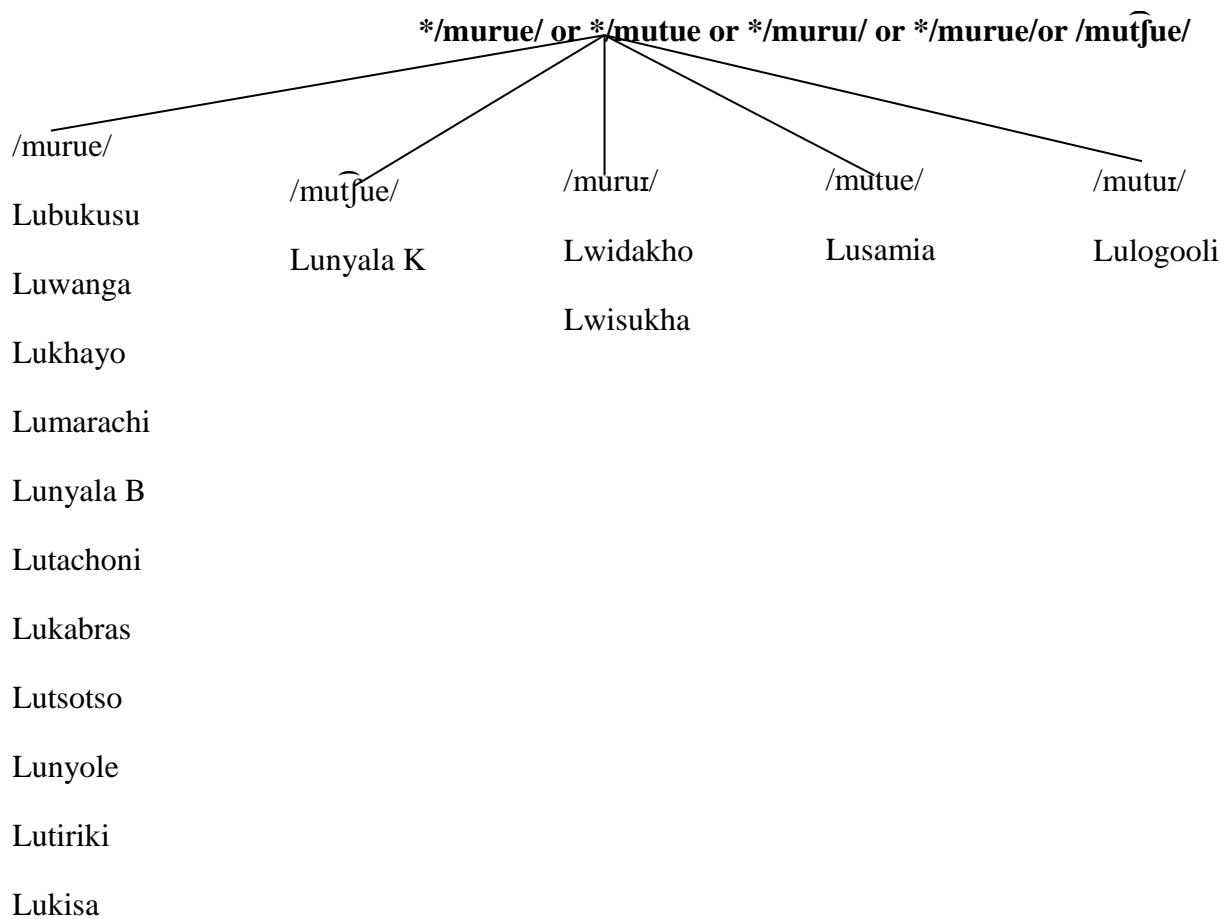 */murue/ or */mutue or */muruɪ/ or */murue/or /mut͡ʃue/
/murue/
Lubukusu
Luwanga
Lukhayo
Lumarachi
Lunyala B
Lutachoni
Lukabras
Lutsotso
Lunyole
Lutiriki
Lukisa
/mut͡ʃue/
Lunyala K
/muruɪ/
Lwidakho
Lwisukha
/mutue/
Lusamia
/mutuɪ/
Lulogooli